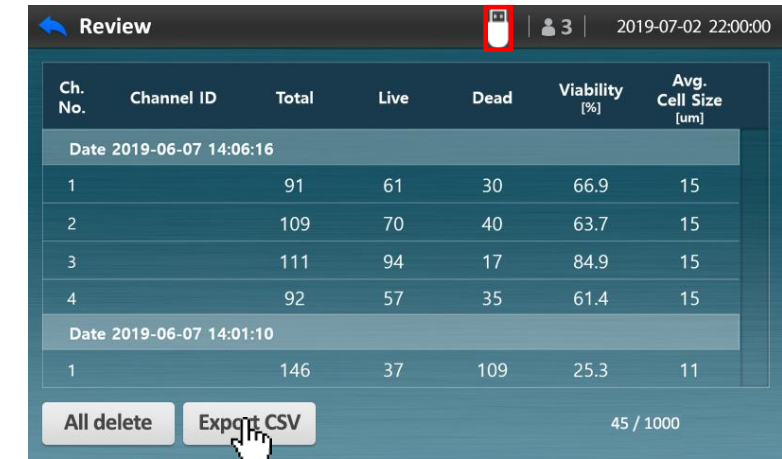 Review 3 2019-07-02 22:00:00
Ch. No. Channel ID Total Live Dead Viability [%] Avg. Cell Size [um]
Date 2019-06-07 14:06:16
1 91 61 30 66.9 15
2 109 70 40 63.7 15
3 111 94 17 84.9 15
4 92 57 35 61.4 15
Date 2019-06-07 14:01:10
1 146 37 109 25.3 11
All delete Export CSV 45 / 1000